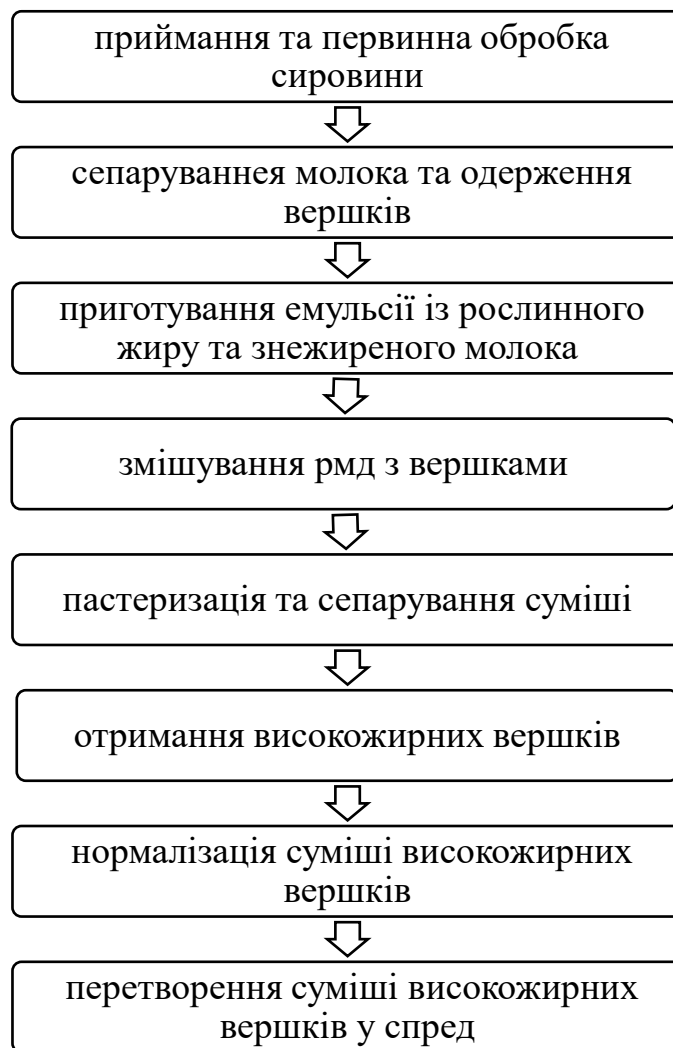 приймання та первинна обробка
сировини
сепаруваннея молока та одерження
вершків
приготування емульсії із рослинного
жиру та знежиреного молока
змішування рмд з вершками
пастеризація та сепарування суміші
отримання високожирних вершків
нормалізація суміші високожирних
вершків
перетворення суміші високожирних
вершків у спред